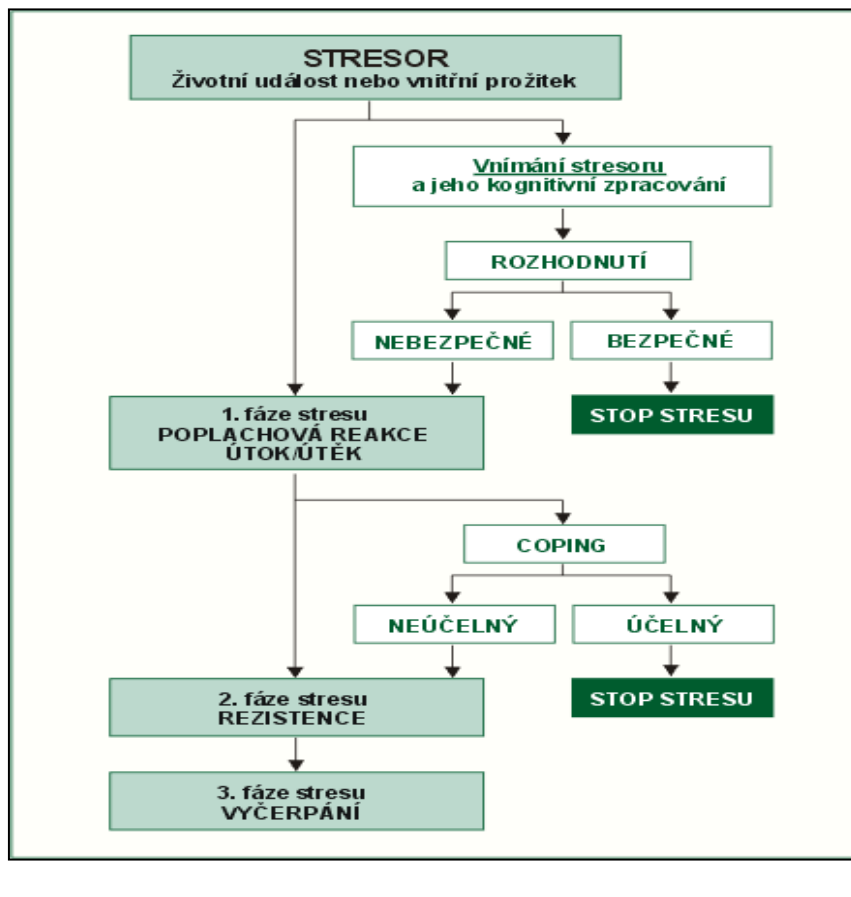 STRESOR
Životní událost nebo vnitřní prožitek
Vnímání stresoru
a jeho kognitivní zpracování
ROZHODNUTÍ
NEBEZPEČNÉ
BEZPEČNÉ
1. fáze stresu
POPLACHOVÁ REAKCE
ÚTOK/ÚTĚK
STOP STRESU
COPING
NEÚČELNÝ
ÚČELNÝ
2. fáze stresu
REZISTENCE
STOP STRESU
3. fáze stresu
VYČERPÁNÍ